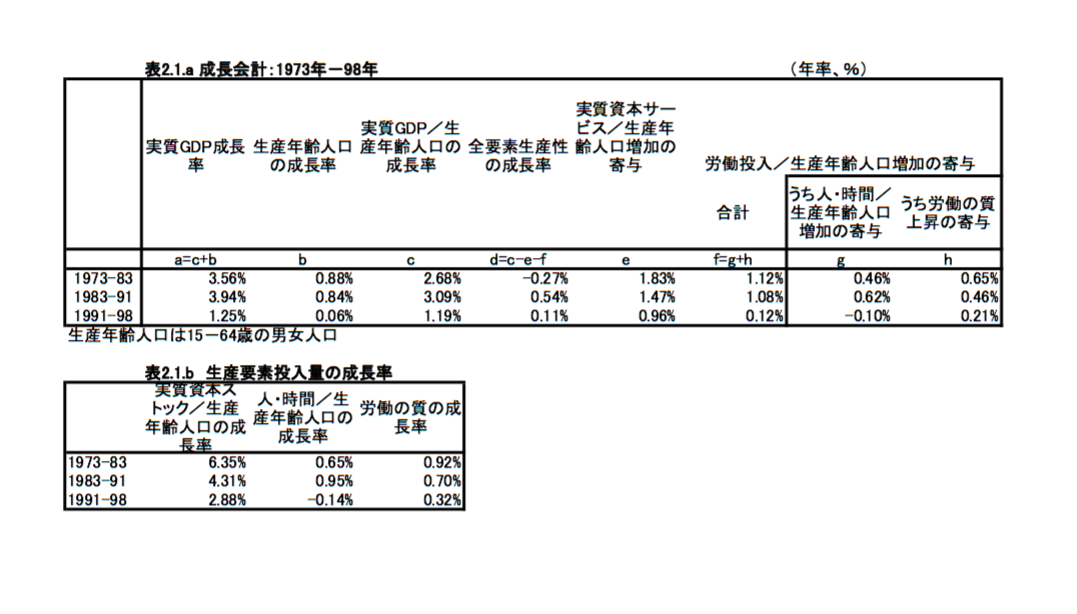 表2.1.a 成長会計：1973年－98年 （年率、％）
実質GDP成長率 生産年齢人口の成長率 実質GDP／生産年齢人口の成長率 全要素生産性の成長率 実質資本サービス／生産年齢人口増加の寄与 労働投入／生産年齢人口増加の寄与
合計 うち人・時間／生産年齢人口増加の寄与 うち労働の質上昇の寄与
a=c+b b c d=c-e-f e f=g+h g h
1973-83 3.56% 0.88% 2.68% -0.27% 1.83% 1.12% 0.46% 0.65%
1983-91 3.94% 0.84% 3.09% 0.54% 1.47% 1.08% 0.62% 0.46%
1991-98 1.25% 0.06% 1.19% 0.11% 0.96% 0.12% -0.10% 0.21%
生産年齢人口は15－64歳の男女人口
表2.1.b 生産要素投入量の成長率
実質資本ストック／生産年齢人口の成長率 人・時間／生産年齢人口の成長率 労働の質の成長率
1973-83 6.35% 0.65% 0.92%
1983-91 4.31% 0.95% 0.70%
1991-98 2.88% -0.14% 0.32%